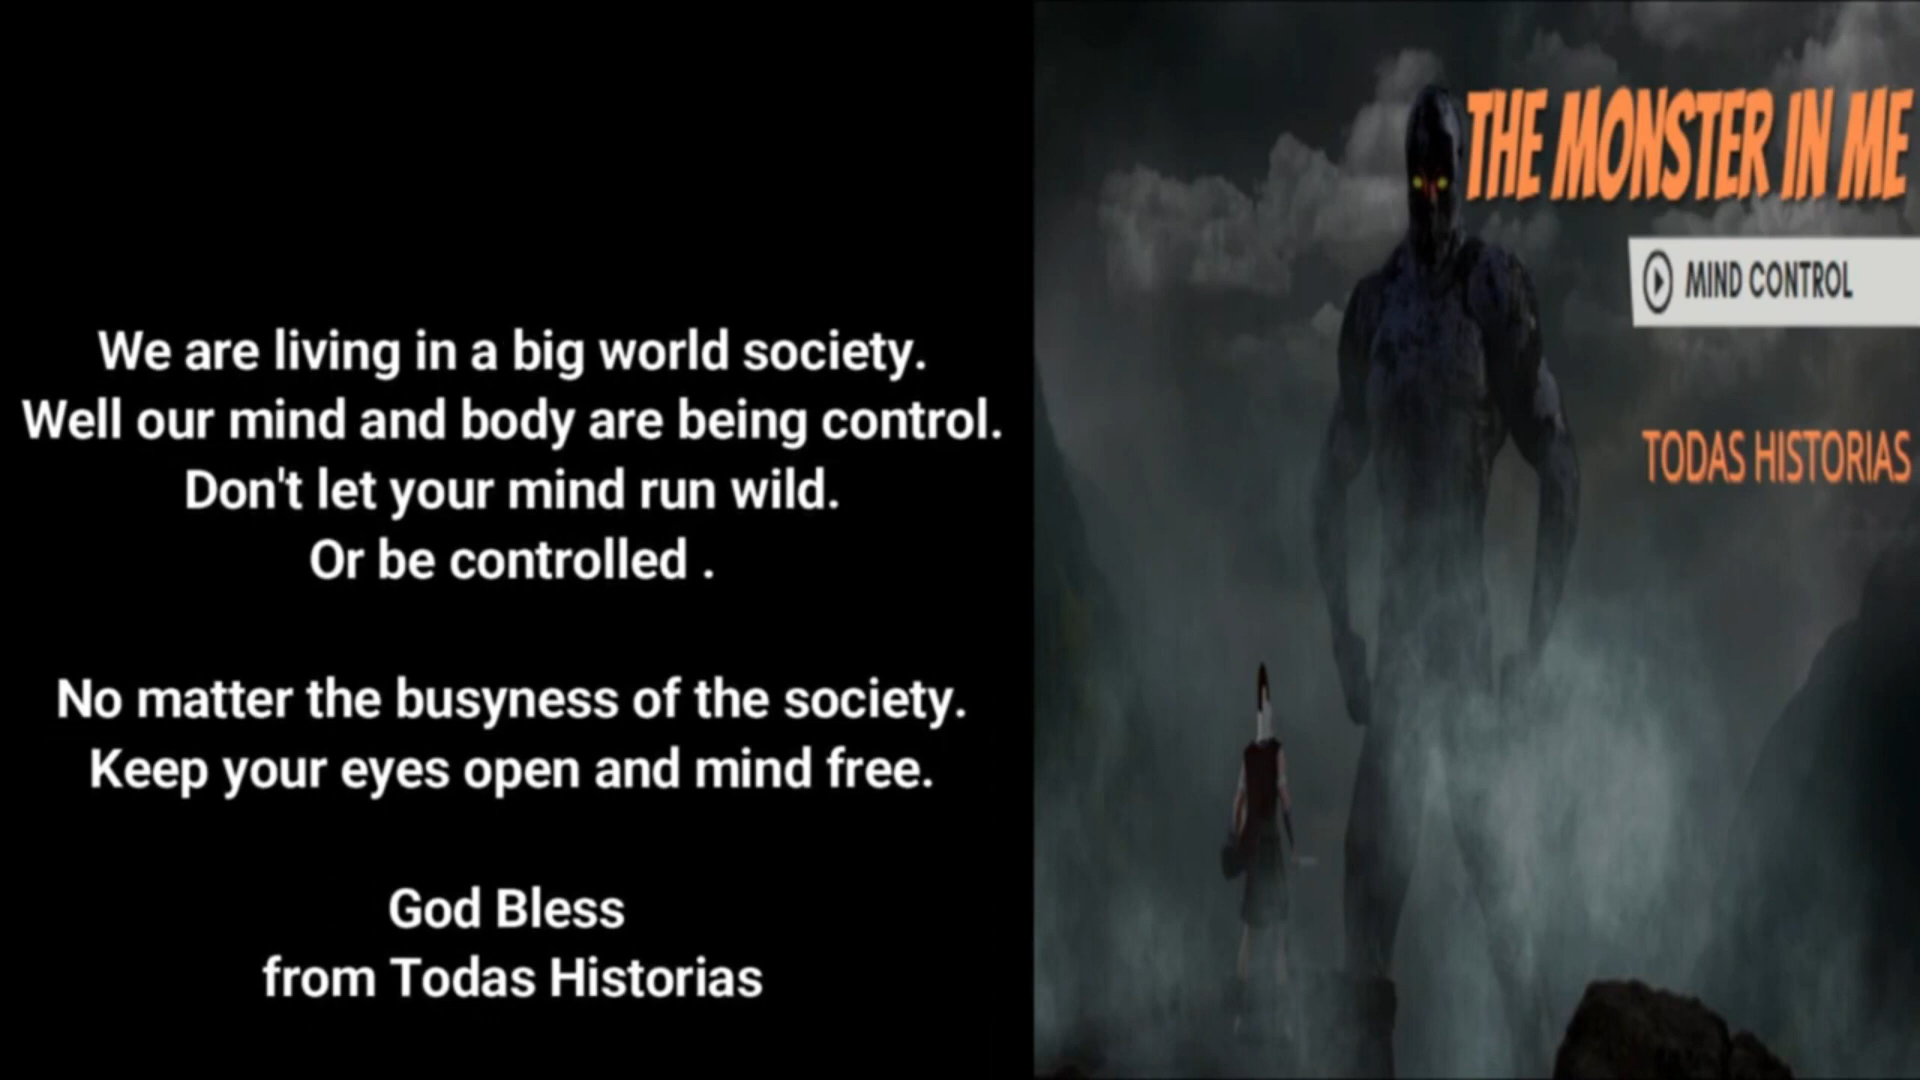 We are living in a big world society.
Well our mind and body are being control.
Don't let your mind run wild.
Or be controlled .
No matter the busyness of the society.
Keep your eyes open and mind free.
God Bless
from Todas Historias
THE MONSTER IN ME
MIND CONTROL
TODAS HISTORIAS